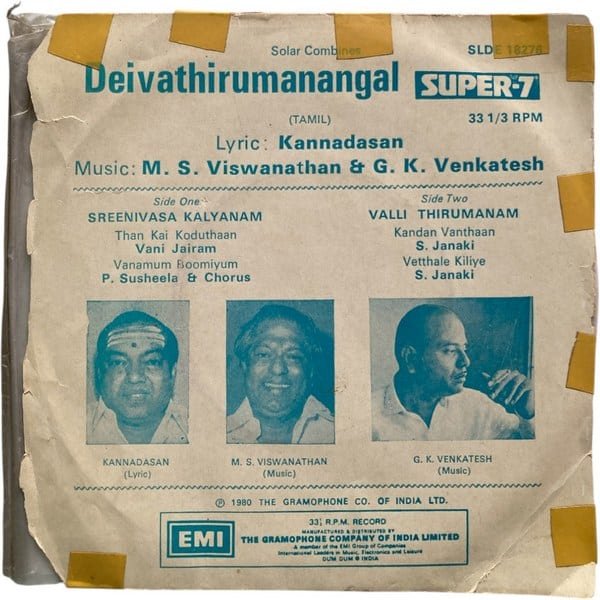 Solar Combines
SLDE 18276
Deivathirumanangal
SUPER-7
(TAMIL)
33 1/3 RPM
Lyric: Kannadasan
Music: M. S. Viswanathan & G. K. Venkatesh
Side One
SREENIVASA KALYANAM
Than Kai Koduthaan
Vani Jairam
Vanamum Boomiyum
P. Susheela & Chorus
Side Two
VALLI THIRUMANAM
Kandan Vanthaan
S. Janaki
Vetthale Kiliye
S. Janaki
KANNADASAN
(Lyric)
M. S. VISWANATHAN
(Music)
G. K. VENKATESH
(Music)
℗ 1980 THE GRAMOPHONE CO. OF INDIA LTD.
EMI
33⅓ R.P.M. RECORD
MANUFACTURED & DISTRIBUTED BY
THE GRAMOPHONE COMPANY OF INDIA LIMITED
A member of the EMI Group of Companies
International Leaders in Music, Electronics and Leisure
DUM DUM ® INDIA